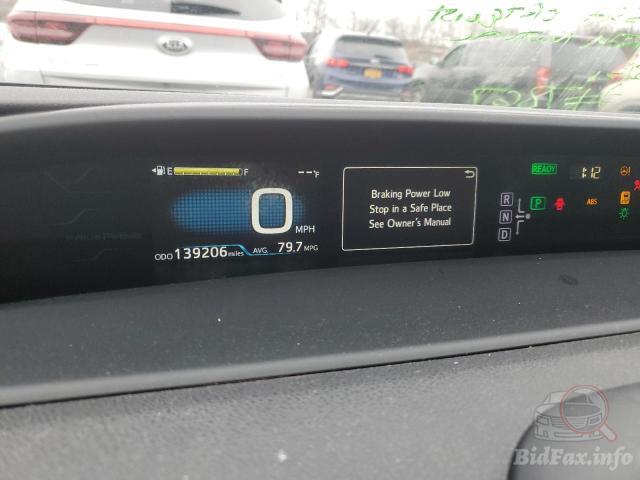 KIA
E F
--°F
0 MPH
ODO 139206 miles AVG. 79.7 MPG
Braking Power Low
Stop in a Safe Place
See Owner's Manual
READY
:12
R
N P
D
ABS
BidFax.info